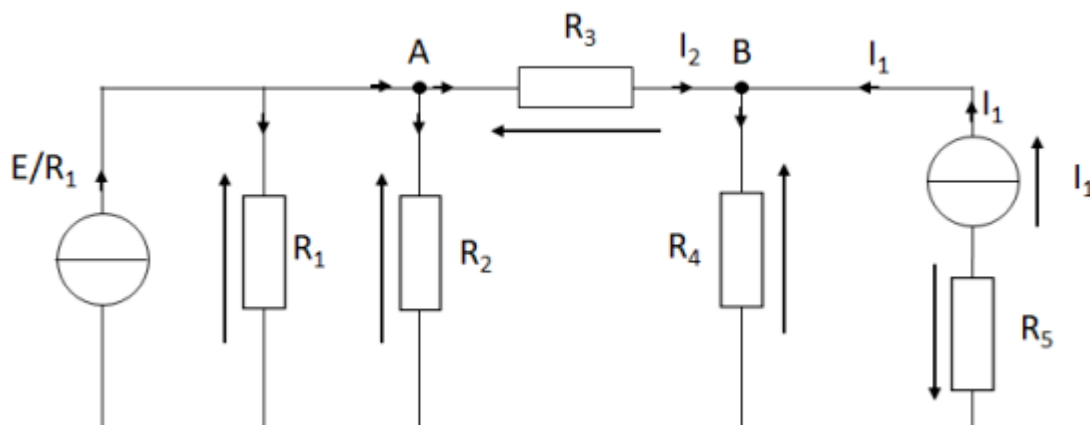 R₃
A
I₂
B
I₁
I₁
E/R₁
I₁
R₁
R₂
R₄
R₅